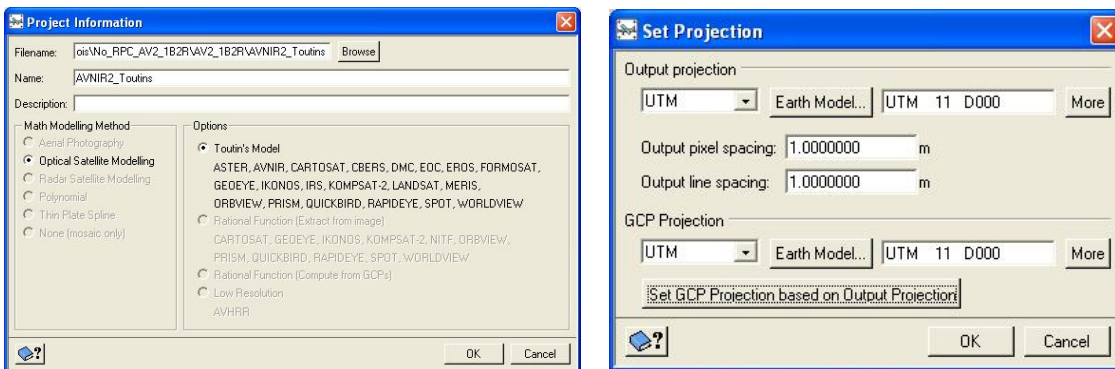 Project Information
Filename: ois\No_RPC_AV2_1B2R\AV2_1B2R\AVNIR2_Toutins Browse
Name: AVNIR2_Toutins
Description:
Math Modelling Method
Aerial Photography
Optical Satellite Modelling
Radar Satellite Modelling
Polynomial
Thin Plate Spline
None (mosaic only)
Options
Toutin's Model
ASTER, AVNIR, CARTOSAT, CBERS, DMC, EOC, EROS, FORMOSAT,
GEOEYE, IKONOS, IRS, KOMPSAT-2, LANDSAT, MERIS,
ORBVIEW, PRISM, QUICKBIRD, RAPIDEYE, SPOT, WORLDVIEW
Rational Function (Extract from image)
CARTOSAT, GEOEYE, IKONOS, KOMPSAT-2, NITF, ORBVIEW,
PRISM, QUICKBIRD, RAPIDEYE, SPOT, WORLDVIEW
Rational Function (Compute from GCPs)
Low Resolution
AVHRR
?
OK Cancel
Set Projection
Output projection
UTM Earth Model... UTM 11 D000 More
Output pixel spacing: 1.0000000 m
Output line spacing: 1.0000000 m
GCP Projection
UTM Earth Model... UTM 11 D000 More
Set GCP Projection based on Output Projection
?
OK Cancel